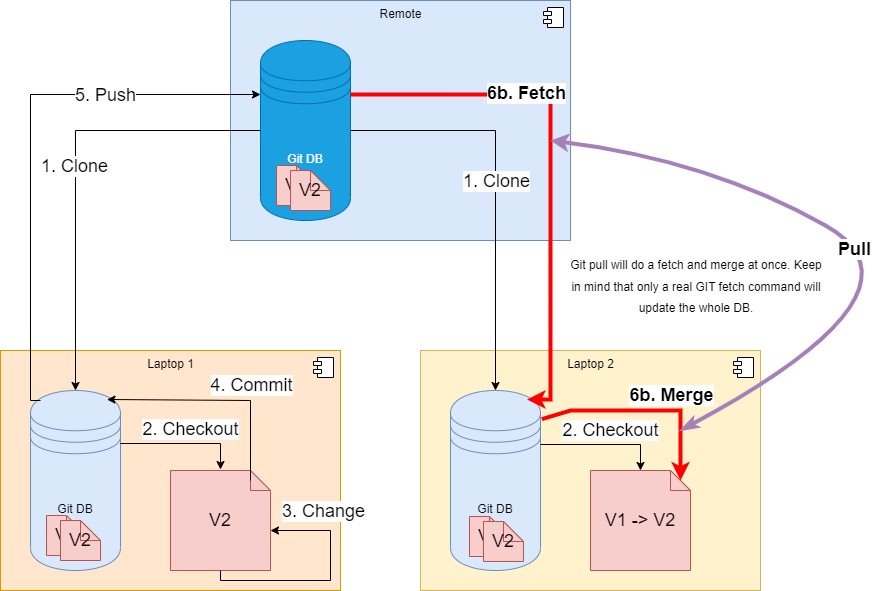 Remote
5. Push
6b. Fetch
1. Clone
Git DB
V
V2
1. Clone
Pull
Git pull will do a fetch and merge at once. Keep
in mind that only a real GIT fetch command will
update the whole DB.
Laptop 1
4. Commit
2. Checkout
Git DB
V
V2
V2
3. Change
Laptop 2
6b. Merge
2. Checkout
Git DB
V
V2
V1 -> V2